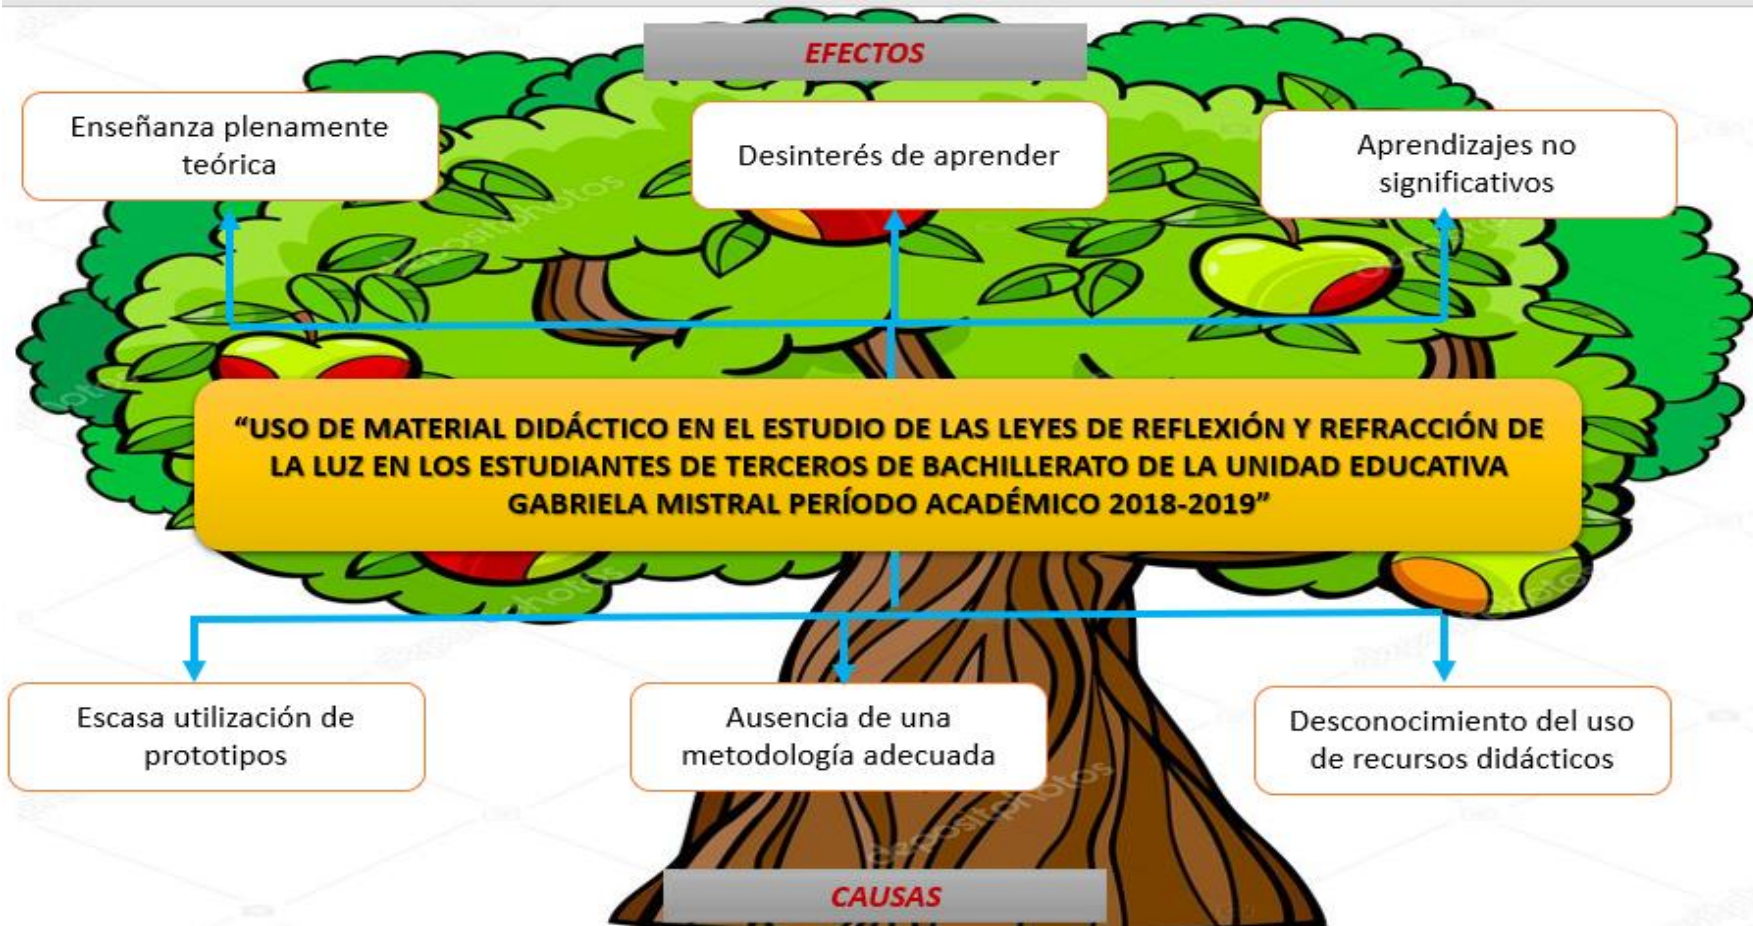 EFECTOS
Enseñanza plenamente
teórica
Desinterés de aprender
Aprendizajes no
significativos
“USO DE MATERIAL DIDÁCTICO EN EL ESTUDIO DE LAS LEYES DE REFLEXIÓN Y REFRACCIÓN DE
LA LUZ EN LOS ESTUDIANTES DE TERCEROS DE BACHILLERATO DE LA UNIDAD EDUCATIVA
GABRIELA MISTRAL PERÍODO ACADÉMICO 2018-2019”
Escasa utilización de
prototipos
Ausencia de una
metodología adecuada
Desconocimiento del uso
de recursos didácticos
depositphotos
CAUSAS